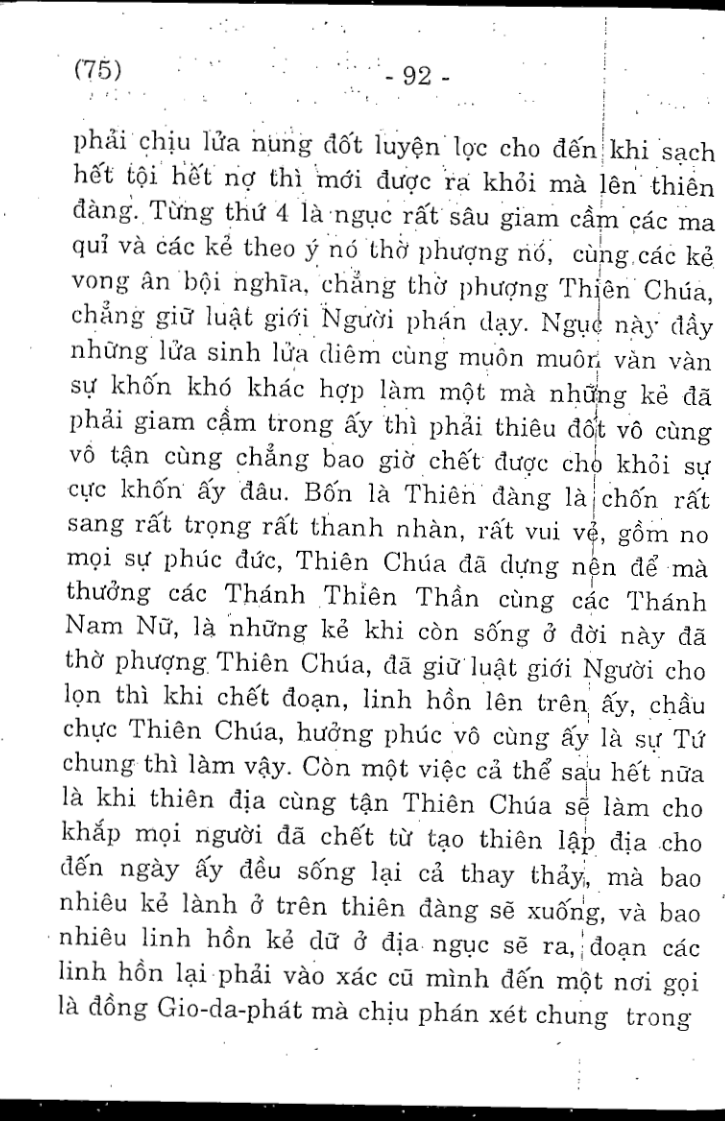 (75)
- 92 -
phải chịu lửa nung đốt luyện lọc cho đến khi sạch
hết tội hết nợ thì mới được ra khỏi mà lên thiên
đàng. Từng thứ 4 là ngục rất sâu giam cầm các ma
quỉ và các kẻ theo ý nó thờ phượng nó, cùng các kẻ
vong ân bội nghĩa, chẳng thờ phượng Thiên Chúa,
chẳng giữ luật giới Người phán dạy. Ngục này đầy
những lửa sinh lửa diêm cùng muôn muôn vàn vàn
sự khốn khó khác hợp làm một mà những kẻ đã
phải giam cầm trong ấy thì phải thiêu đốt vô cùng
vô tận cùng chẳng bao giờ chết được cho khỏi sự
cực khốn ấy đâu. Bốn là Thiên đàng là chốn rất
sang rất trọng rất thanh nhàn, rất vui vẻ, gồm no
mọi sự phúc đức, Thiên Chúa đã dựng nên để mà
thưởng các Thánh Thiên Thần cùng các Thánh
Nam Nữ, là những kẻ khi còn sống ở đời này đã
thờ phượng Thiên Chúa, đã giữ luật giới Người cho
lọn thì khi chết đoạn, linh hồn lên trên ấy, chầu
chực Thiên Chúa, hưởng phúc vô cùng ấy là sự Tứ
chung thì làm vậy. Còn một việc cả thể sau hết nữa
là khi thiên địa cùng tận Thiên Chúa sẽ làm cho
khắp mọi người đã chết từ tạo thiên lập địa cho
đến ngày ấy đều sống lại cả thay thảy, mà bao
nhiêu kẻ lành ở trên thiên đàng sẽ xuống, và bao
nhiêu linh hồn kẻ dữ ở địa ngục sẽ ra, đoạn các
linh hồn lại phải vào xác cũ mình đến một nơi gọi
là đồng Gio-da-phát mà chịu phán xét chung trong